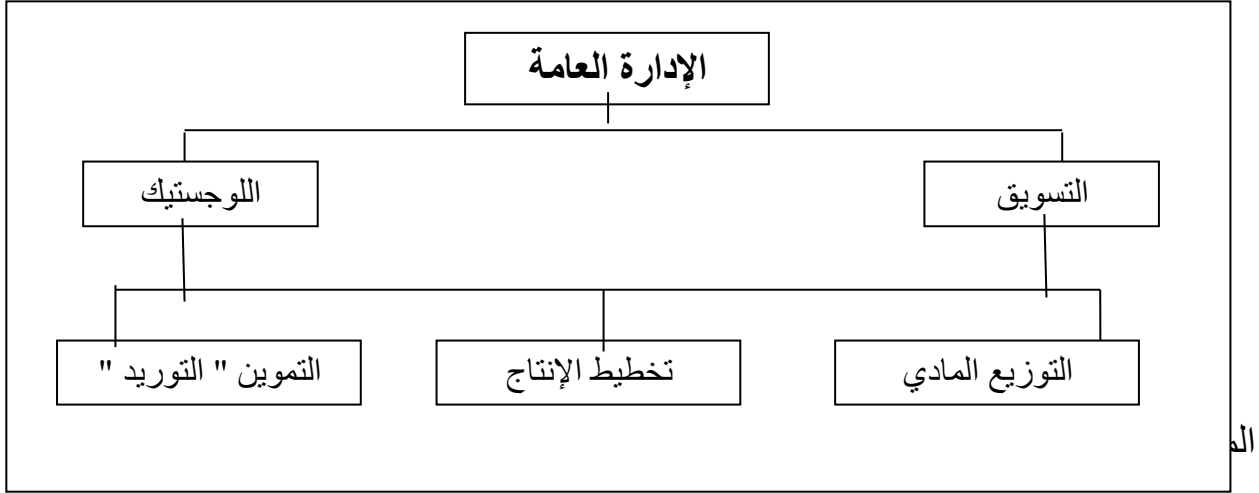 الإدارة العامة
التسويق
اللوجستيك
التوزيع المادي
تخطيط الإنتاج
التموين " التوريد "